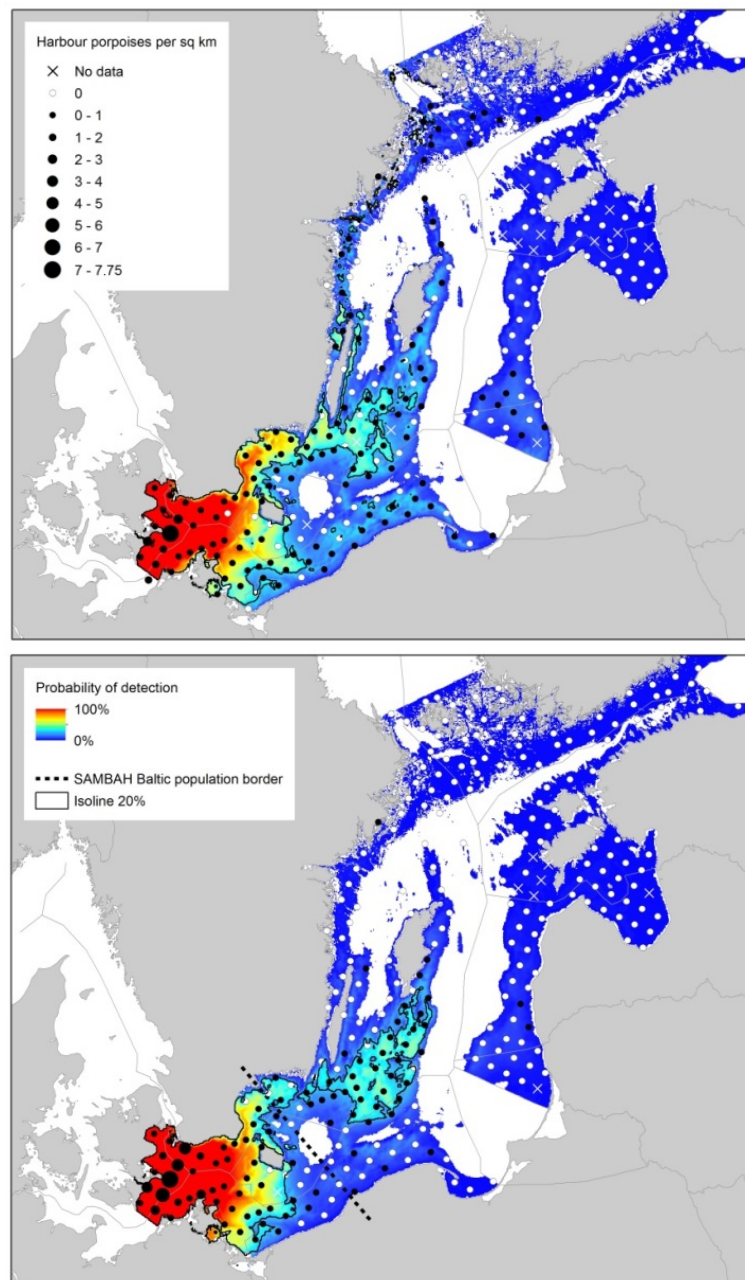 Harbour porpoises per sq km
No data
0
0 - 1
1 - 2
2 - 3
3 - 4
4 - 5
5 - 6
6 - 7
7 - 7.75
Probability of detection
100%
0%
SAMBAH Baltic population border
Isoline 20%